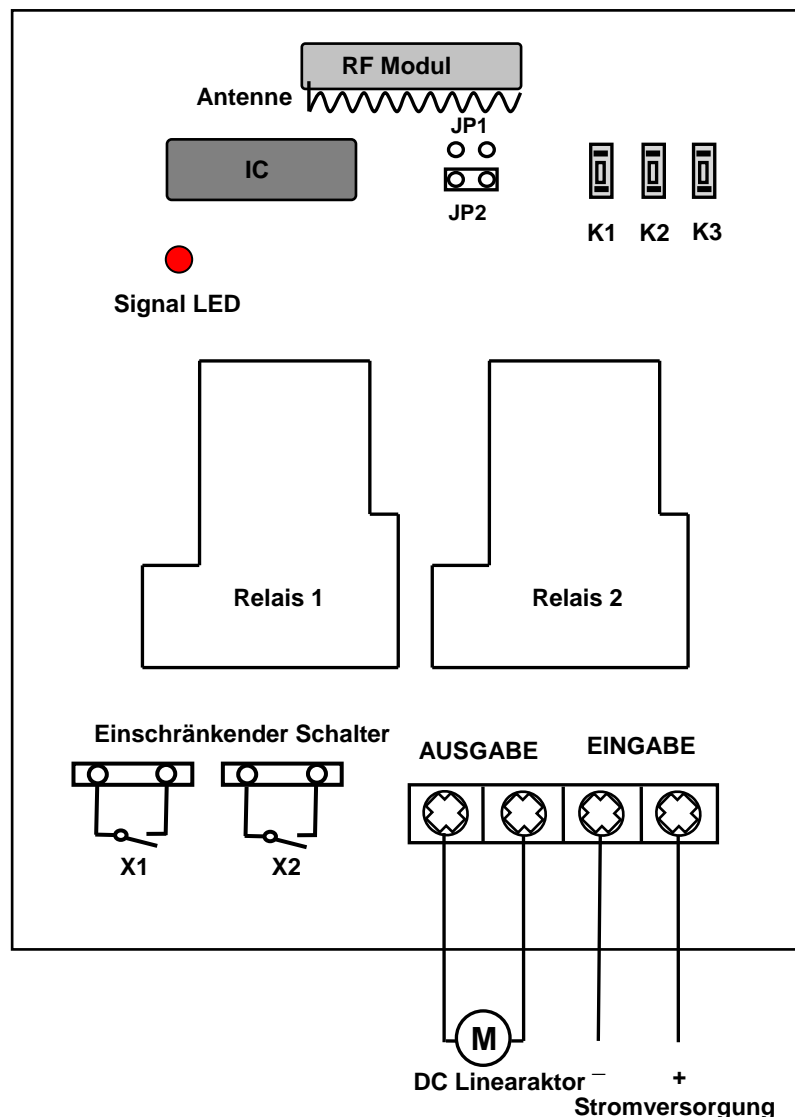 RF Modul
Antenne
JP1
IC
JP2
K1 K2 K3
Signal LED
Relais 1
Relais 2
Einschränkender Schalter
AUSGABE
EINGABE
X1
X2
M
DC Linearaktor
– +
Stromversorgung